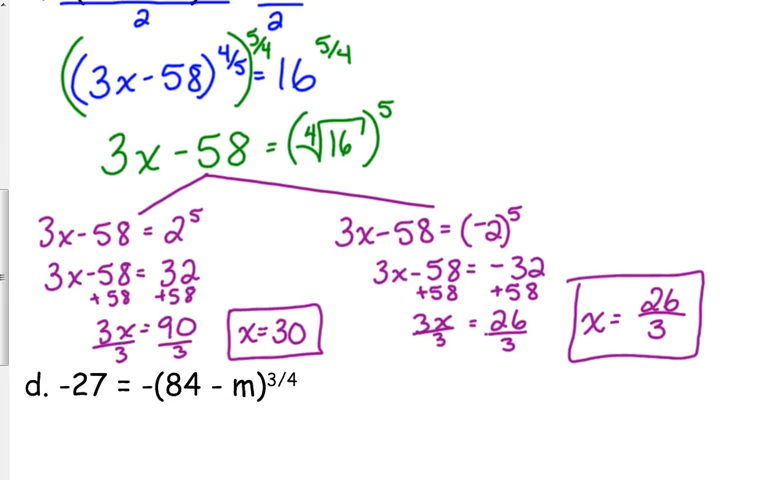 2 2
((3x-58)^4/5)^5/4 = 16^5/4
3x-58 = (∜16)^5
3x-58 = 2^5
3x-58 = 32
+58 +58
3x = 90
3 3
x=30
3x-58 = (-2)^5
3x-58 = -32
+58 +58
3x = 26
3 3
x = 26/3
d. -27 = -(84 - m)^3/4